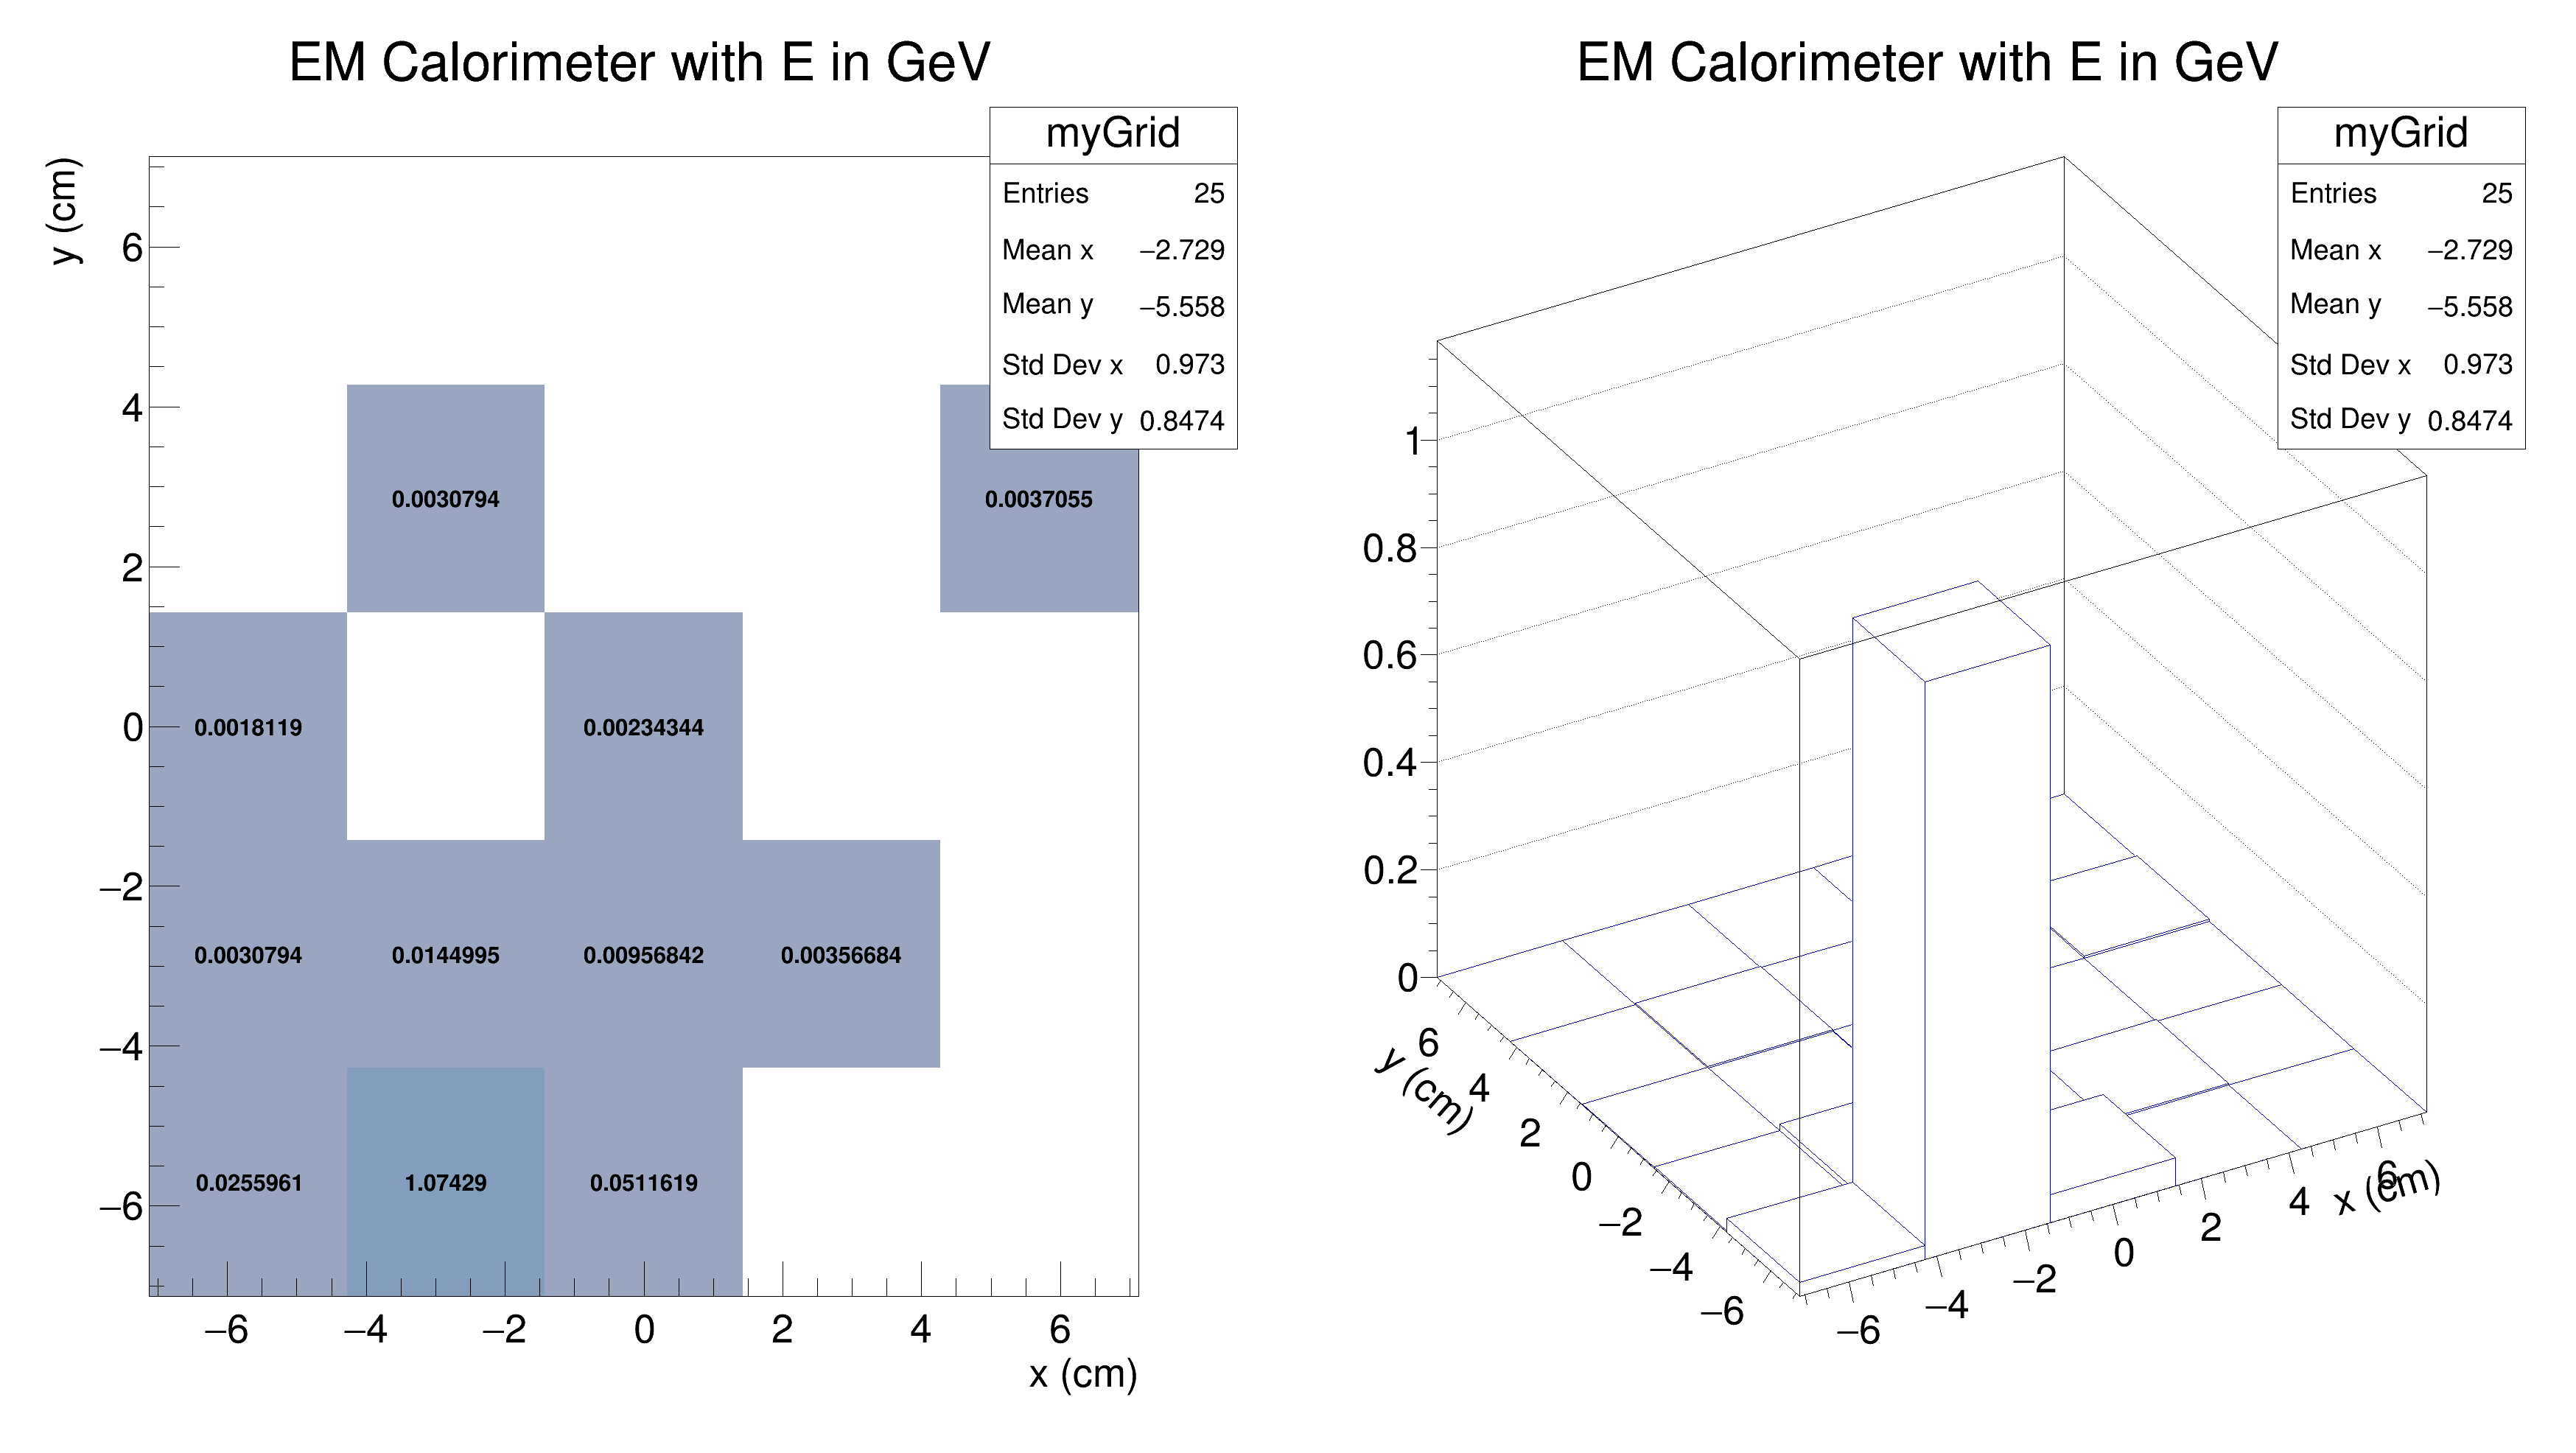 EM Calorimeter with E in GeV
myGrid
Entries 25
Mean x −2.729
Mean y −5.558
Std Dev x 0.973
Std Dev y 0.8474
y (cm)
6
4
2
0
−2
−4
−6
0.0030794 0.0037055
0.0018119 0.00234344
0.0030794 0.0144995 0.00956842 0.00356684
0.0255961 1.07429 0.0511619
−6 −4 −2 0 2 4 6
x (cm)
EM Calorimeter with E in GeV
myGrid
Entries 25
Mean x −2.729
Mean y −5.558
Std Dev x 0.973
Std Dev y 0.8474
1
0.8
0.6
0.4
0.2
0
y (cm)
6
4
2
0
−2
−4
−6
−6
−4
−2
0
2
4
6
x (cm)